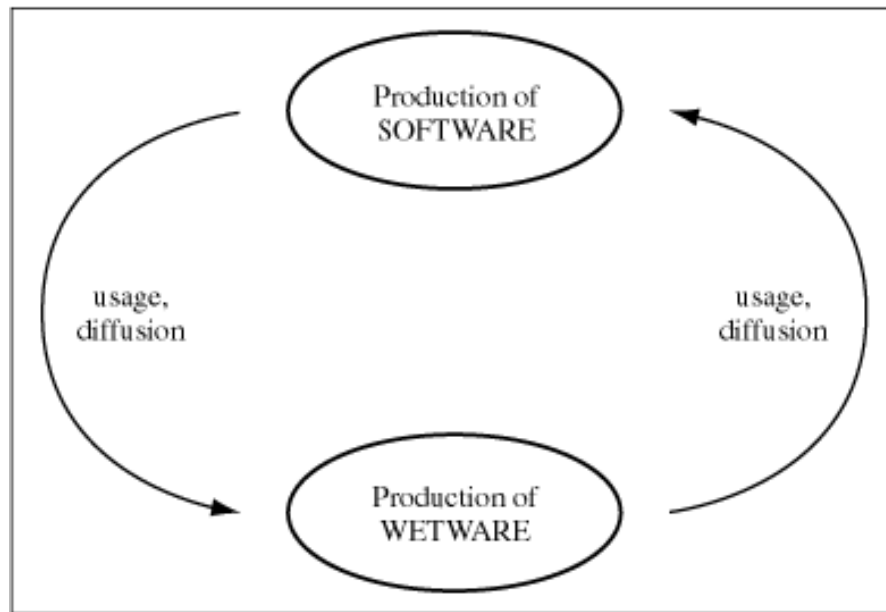 Production of
SOFTWARE
usage,
diffusion
usage,
diffusion
Production of
WETWARE